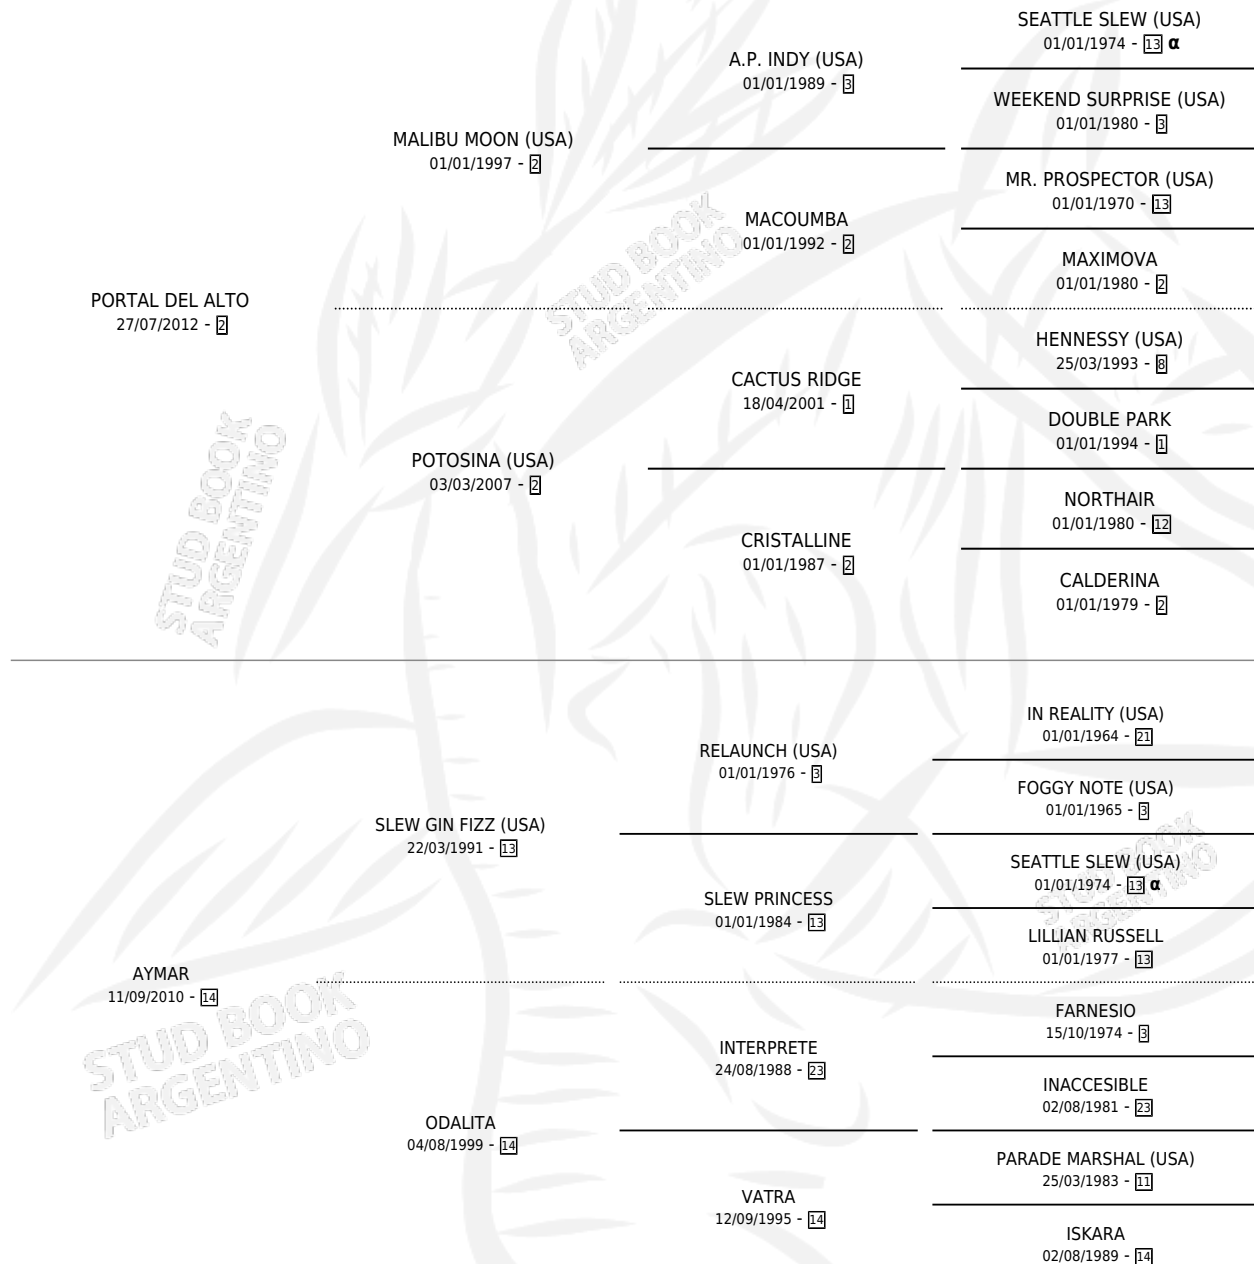 SEATTLE SLEW (USA)
01/01/1974 - 13 α
A.P. INDY (USA)
01/01/1989 - 3
WEEKEND SURPRISE (USA)
01/01/1980 - 3
MALIBU MOON (USA)
01/01/1997 - 2
MR. PROSPECTOR (USA)
01/01/1970 - 13
MACOUMBA
01/01/1992 - 2
MAXIMOVA
01/01/1980 - 2
PORTAL DEL ALTO
27/07/2012 - 2
HENNESSY (USA)
25/03/1993 - 8
CACTUS RIDGE
18/04/2001 - 1
DOUBLE PARK
01/01/1994 - 1
POTOSINA (USA)
03/03/2007 - 2
NORTHAIR
01/01/1980 - 12
CRISTALLINE
01/01/1987 - 2
CALDERINA
01/01/1979 - 2
IN REALITY (USA)
01/01/1964 - 21
RELAUNCH (USA)
01/01/1976 - 3
FOGGY NOTE (USA)
01/01/1965 - 3
SLEW GIN FIZZ (USA)
22/03/1991 - 13
SEATTLE SLEW (USA)
01/01/1974 - 13 α
SLEW PRINCESS
01/01/1984 - 13
LILLIAN RUSSELL
01/01/1977 - 13
AYMAR
11/09/2010 - 14
FARNESIO
15/10/1974 - 3
INTERPRETE
24/08/1988 - 23
INACCESIBLE
02/08/1981 - 23
ODALITA
04/08/1999 - 14
PARADE MARSHAL (USA)
25/03/1983 - 11
VATRA
12/09/1995 - 14
ISKARA
02/08/1989 - 14
STUD BOOK
ARGENTINO
STUD BOOK
ARGENTINO
STUD BOOK
ARGENTINO
STUD BOOK
ARGENTINO